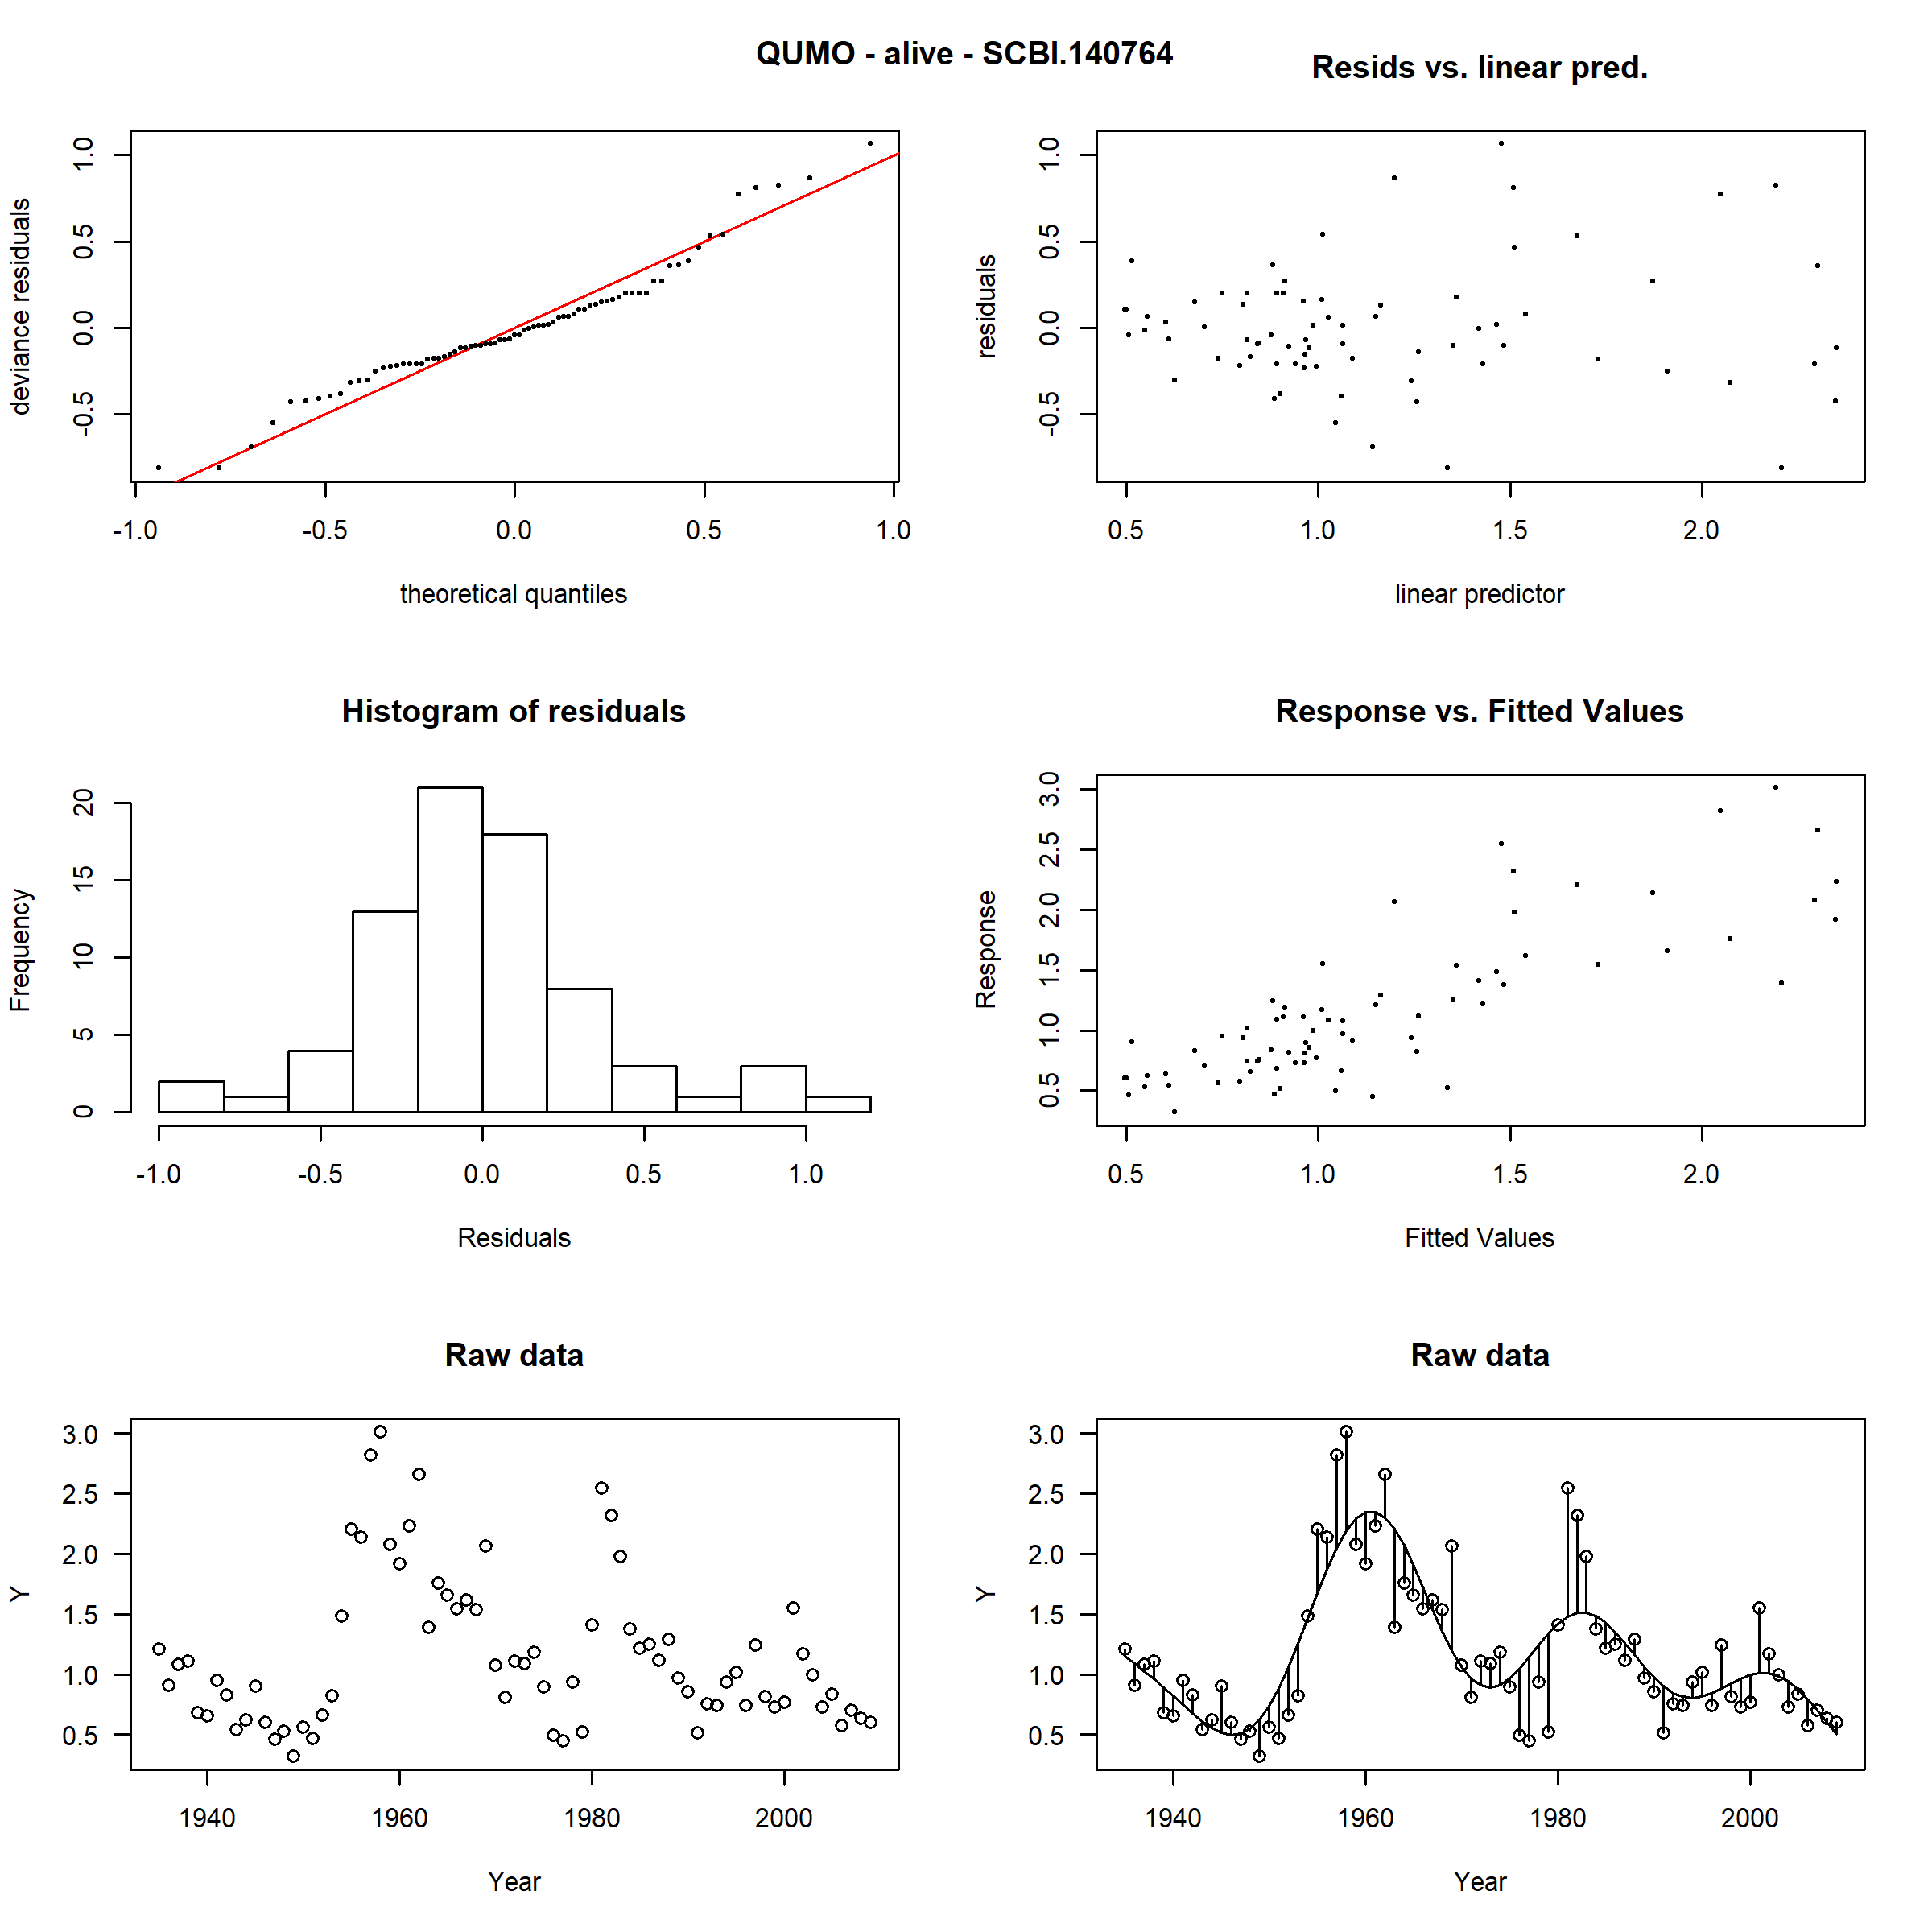 QUMO - alive - SCBI.140764
Resids vs. linear pred.
deviance residuals
1.0
0.5
0.0
-0.5
-1.0 -0.5 0.0 0.5 1.0
theoretical quantiles
residuals
1.0
0.5
0.0
-0.5
0.5 1.0 1.5 2.0
linear predictor
Histogram of residuals
Frequency
20
15
10
5
0
-1.0 -0.5 0.0 0.5 1.0
Residuals
Response vs. Fitted Values
Response
3.0
2.5
2.0
1.5
1.0
0.5
0.5 1.0 1.5 2.0
Fitted Values
Raw data
Y
3.0
2.5
2.0
1.5
1.0
0.5
1940 1960 1980 2000
Year
Raw data
Y
3.0
2.5
2.0
1.5
1.0
0.5
1940 1960 1980 2000
Year